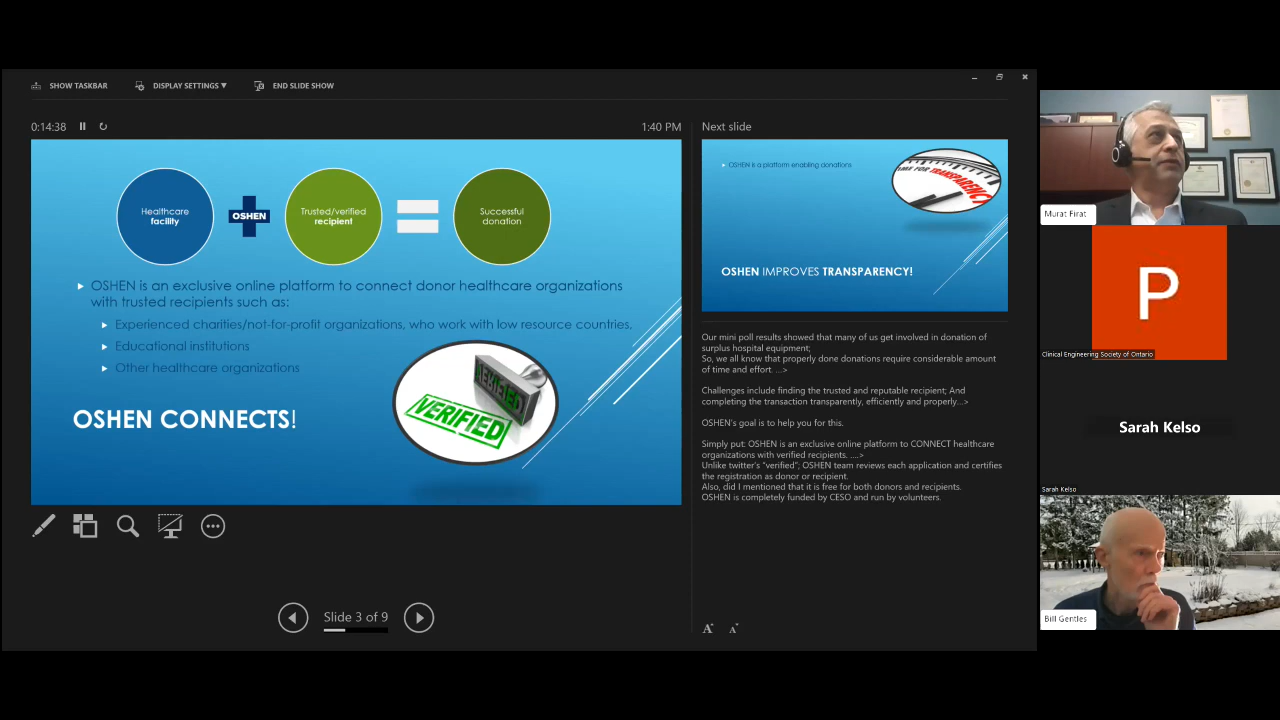 SHOW TASKBAR
DISPLAY SETTINGS ▼
END SLIDE SHOW
0:14:38
1:40 PM
Healthcare
facility
OSHEN
Trusted/verified
recipient
Successful
donation
OSHEN is an exclusive online platform to connect donor healthcare organizations
with trusted recipients such as:
Experienced charities/not-for-profit organizations, who work with low resource countries.
Educational institutions
Other healthcare organizations
VERIFIED
VERIFIED
OSHEN CONNECTS!
Slide 3 of 9
Next slide
OSHEN is a platform enabling donations
TIME FOR TRANSPARENCY
OSHEN IMPROVES TRANSPARENCY!
Our mini poll results showed that many of us get involved in donation of
surplus hospital equipment;
So, we all know that properly done donations require considerable amount
of time and effort. ...>
Challenges include finding the trusted and reputable recipient; And
completing the transaction transparently, efficiently and properly...>
OSHEN's goal is to help you for this.
Simply put: OSHEN is an exclusive online platform to CONNECT healthcare
organizations with verified recipients. ....>
Unlike twitter's "verified"; OSHEN team reviews each application and certifies
the registration as donor or recipient.
Also, did I mentioned that it is free for both donors and recipients.
OSHEN is completely funded by CESO and run by volunteers.
A
A
Murat Firat
P
Clinical Engineering Society of Ontario
Sarah Kelso
Sarah Kelso
Bill Gentles